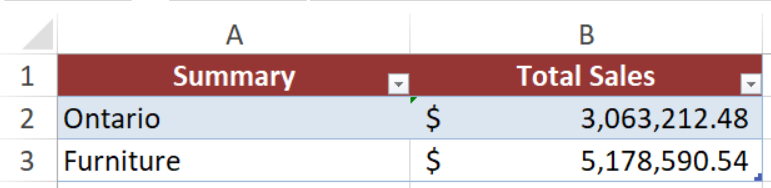 A B
1 Summary Total Sales
2 Ontario $ 3,063,212.48
3 Furniture $ 5,178,590.54